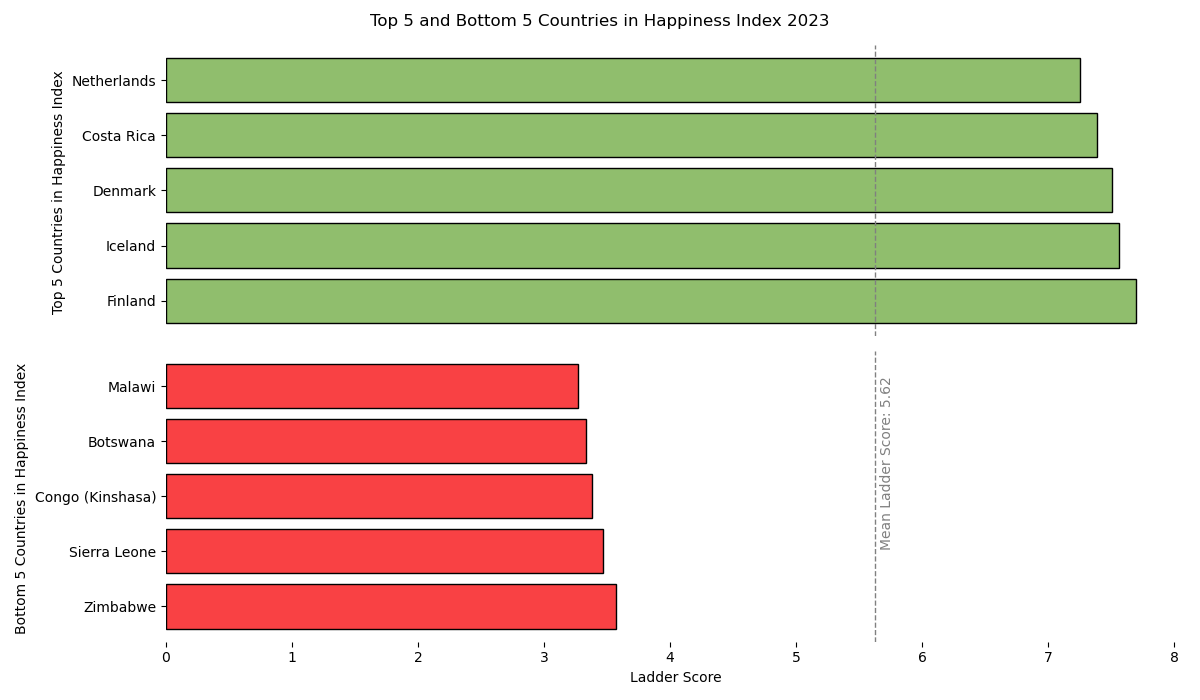 Top 5 and Bottom 5 Countries in Happiness Index 2023
Top 5 Countries in Happiness Index
Netherlands
Costa Rica
Denmark
Iceland
Finland
Bottom 5 Countries in Happiness Index
Malawi
Botswana
Congo (Kinshasa)
Sierra Leone
Zimbabwe
Mean Ladder Score: 5.62
0 1 2 3 4 5 6 7 8
Ladder Score